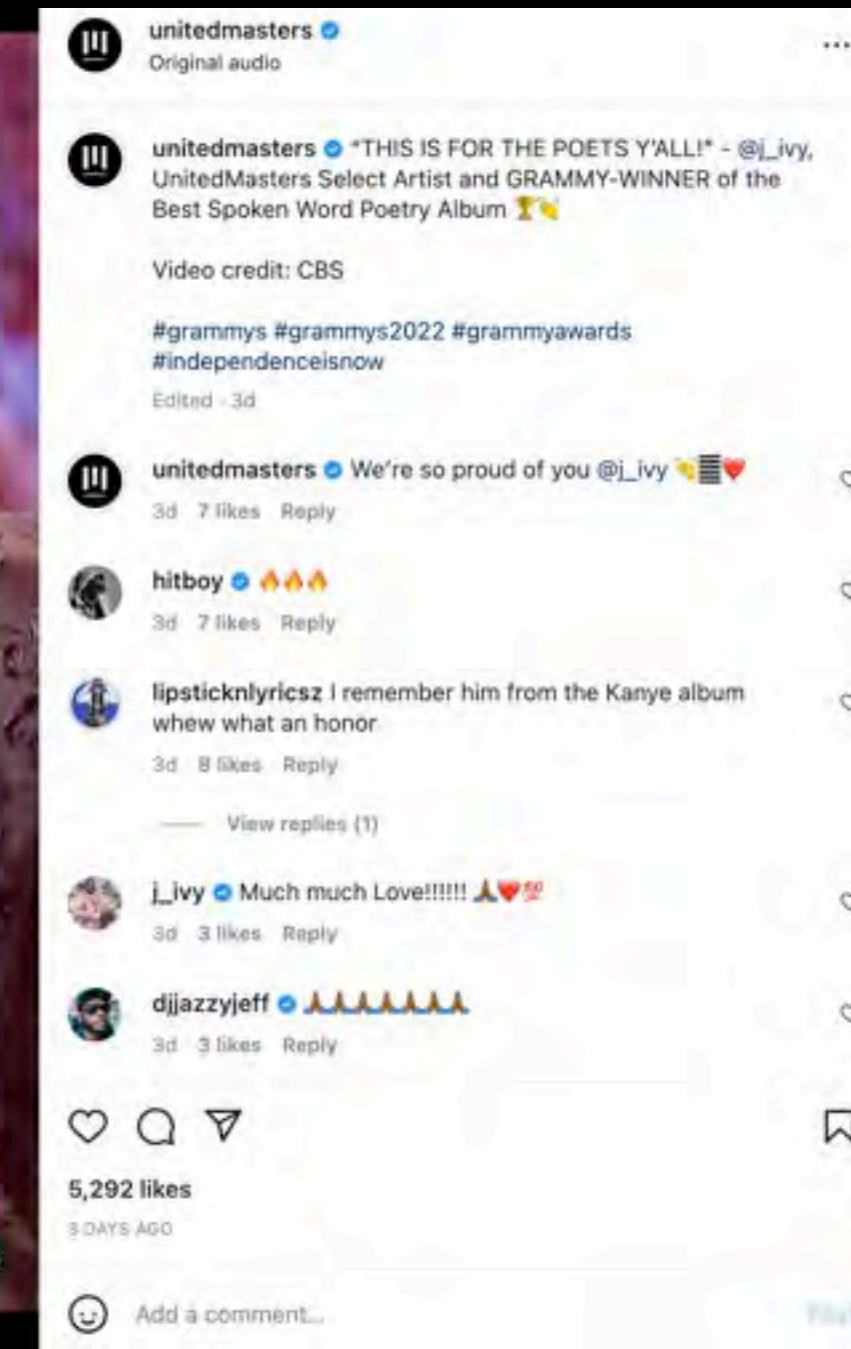 unitedmasters
Original audio
unitedmasters "THIS IS FOR THE POETS Y'ALL!" - @j_ivy,
UnitedMasters Select Artist and GRAMMY-WINNER of the
Best Spoken Word Poetry Album 🏆👏
Video credit: CBS
#grammys #grammys2022 #grammyawards
#independenceisnow
Edited · 3d
unitedmasters We're so proud of you @j_ivy 👏❤️
3d 7 likes Reply
hitboy 🔥🔥🔥
3d 7 likes Reply
lipsticknlyricsz I remember him from the Kanye album
whew what an honor
3d 8 likes Reply
View replies (1)
j_ivy Much much Love!!!!!! 🙏🏾❤️💯
3d 3 likes Reply
djjazzyjeff 🙏🏾🙏🏾🙏🏾🙏🏾🙏🏾🙏🏾🙏🏾
3d 3 likes Reply
5,292 likes
3 DAYS AGO
Add a comment...